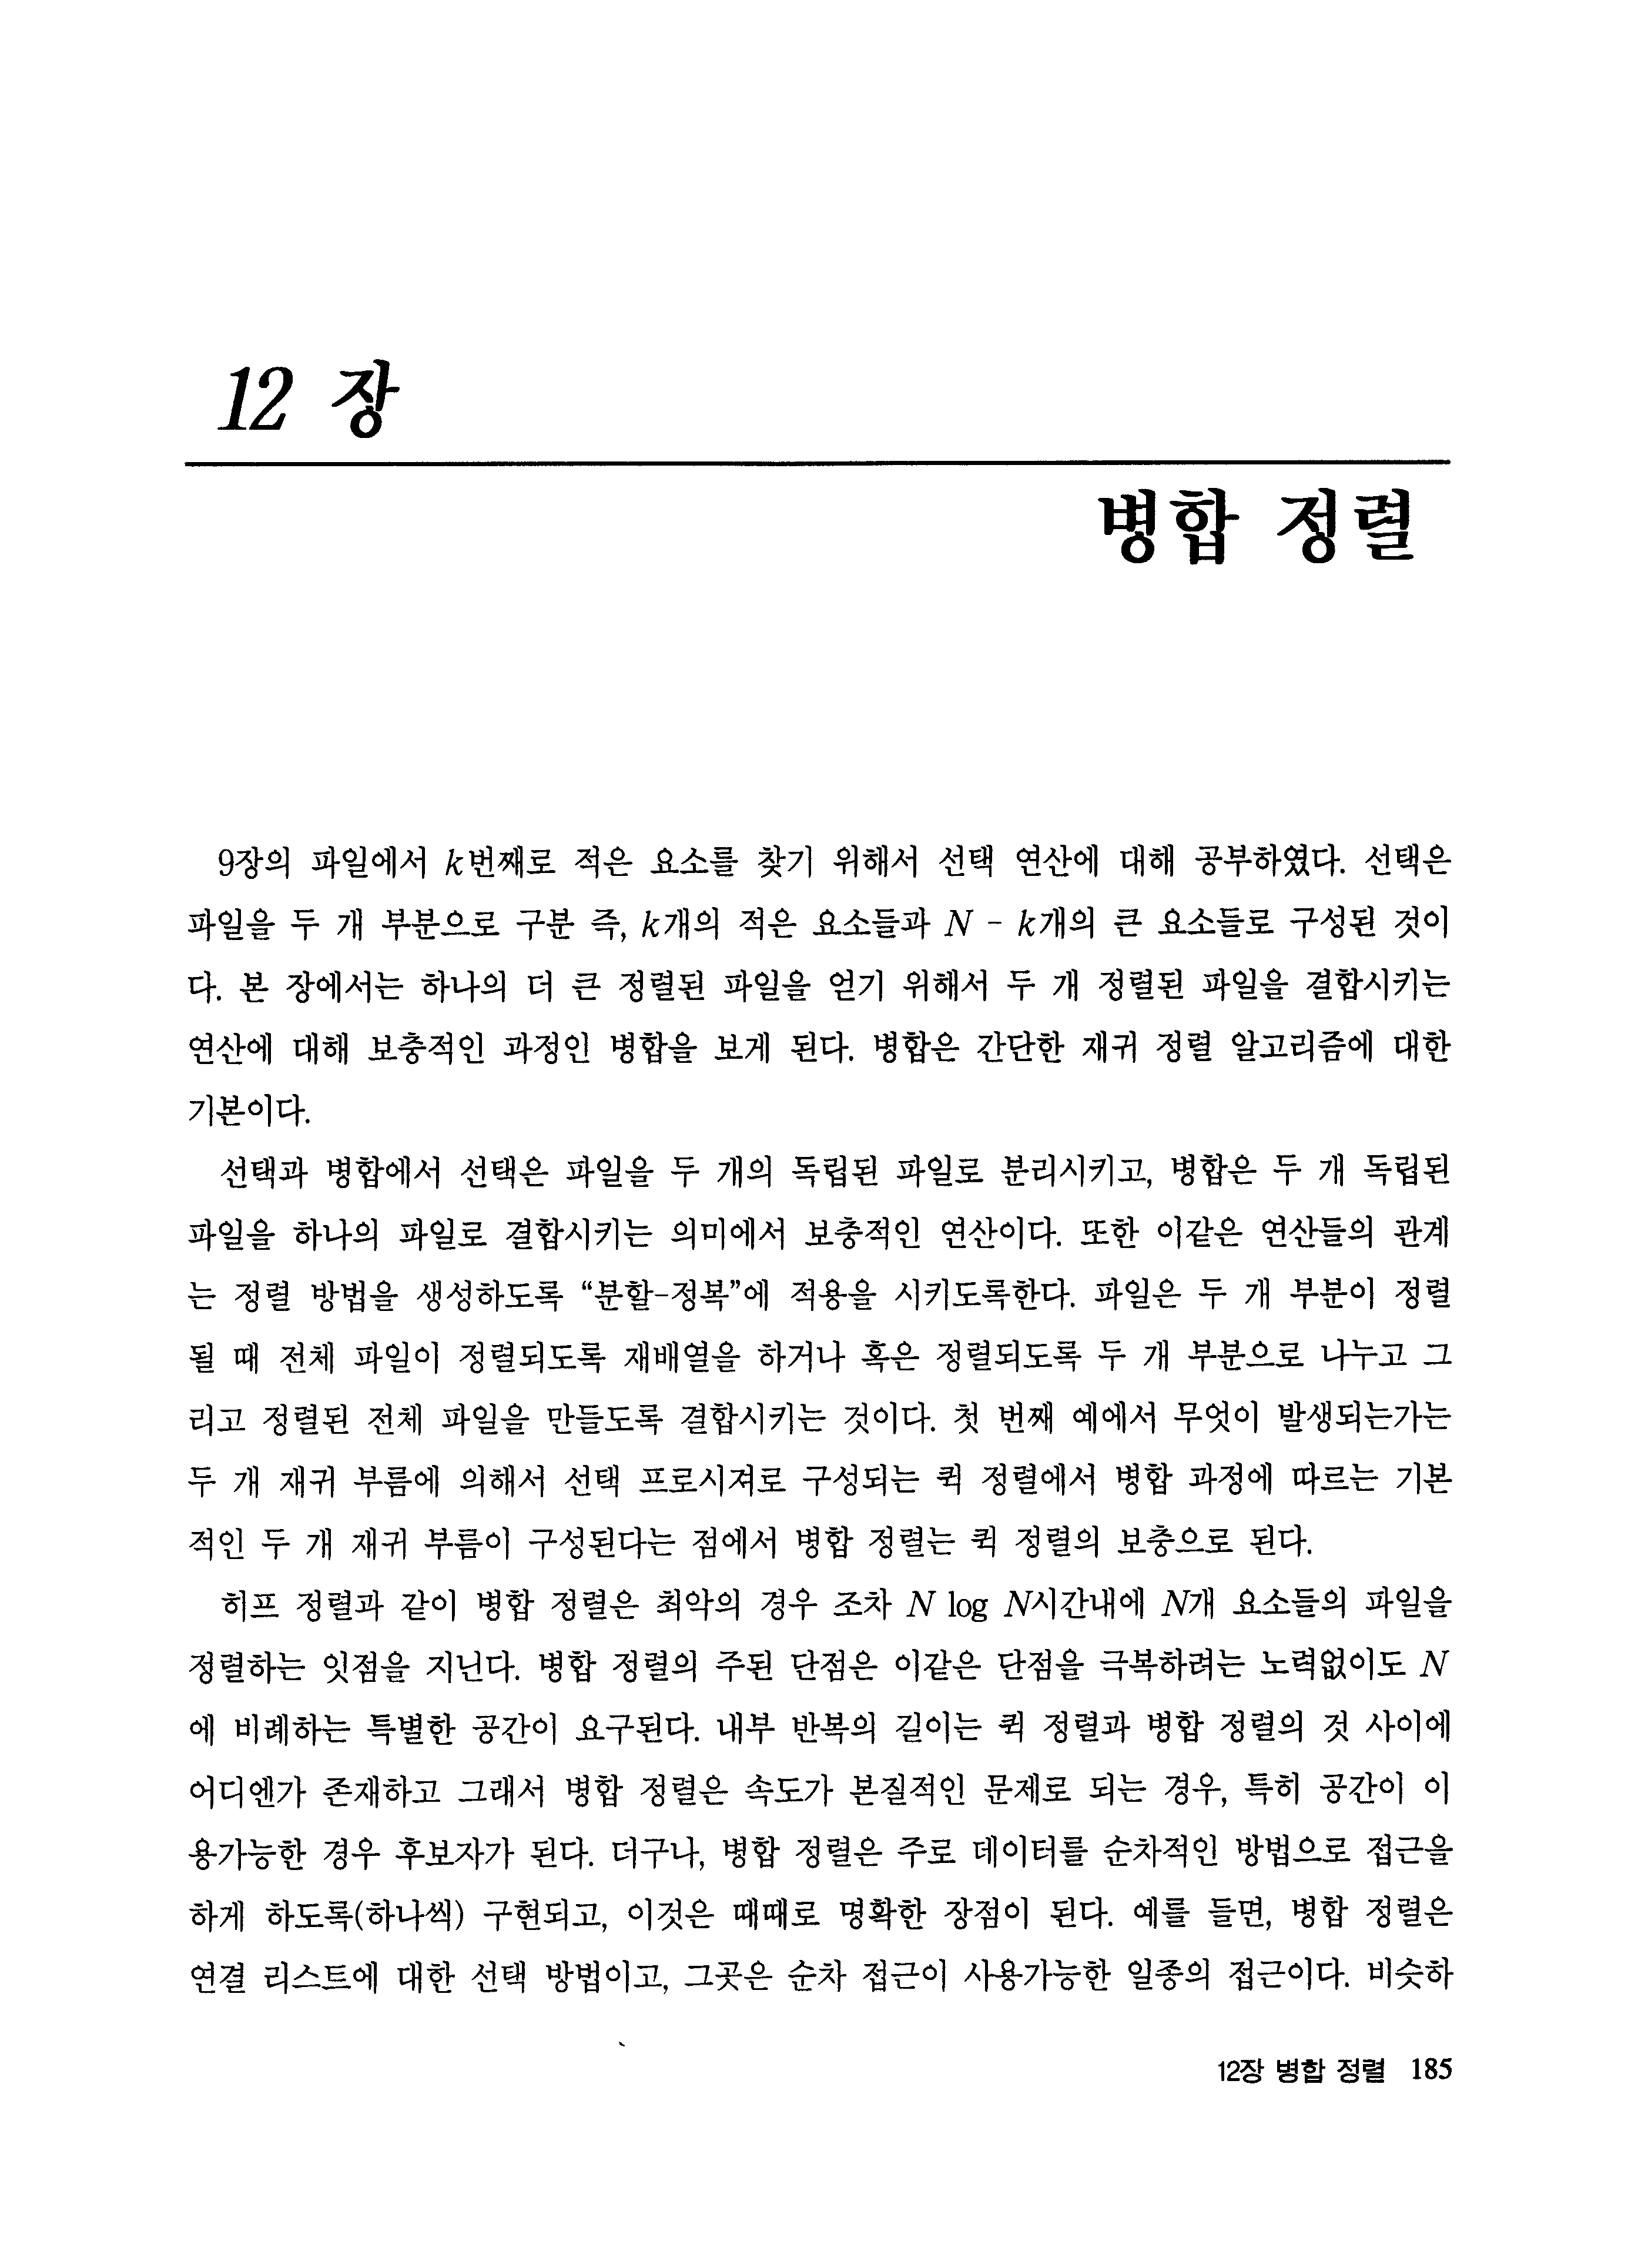 12 장
병합 정렬
9장의 파일에서 k번째로 적은 요소를 찾기 위해서 선택 연산에 대해 공부하였다. 선택은
파일을 두 개 부분으로 구분 즉, k개의 적은 요소들과 N - k개의 큰 요소들로 구성된 것이
다. 본 장에서는 하나의 더 큰 정렬된 파일을 얻기 위해서 두 개 정렬된 파일을 결합시키는
연산에 대해 보충적인 과정인 병합을 보게 된다. 병합은 간단한 재귀 정렬 알고리즘에 대한
기본이다.
선택과 병합에서 선택은 파일을 두 개의 독립된 파일로 분리시키고, 병합은 두 개 독립된
파일을 하나의 파일로 결합시키는 의미에서 보충적인 연산이다. 또한 이같은 연산들의 관계
는 정렬 방법을 생성하도록 “분할-정복”에 적용을 시키도록한다. 파일은 두 개 부분이 정렬
될 때 전체 파일이 정렬되도록 재배열을 하거나 혹은 정렬되도록 두 개 부분으로 나누고 그
리고 정렬된 전체 파일을 만들도록 결합시키는 것이다. 첫 번째 예에서 무엇이 발생되는가는
두 개 재귀 부름에 의해서 선택 프로시져로 구성되는 퀵 정렬에서 병합 과정에 따르는 기본
적인 두 개 재귀 부름이 구성된다는 점에서 병합 정렬는 퀵 정렬의 보충으로 된다.
히프 정렬과 같이 병합 정렬은 최악의 경우 조차 N log N시간내에 N개 요소들의 파일을
정렬하는 잇점을 지닌다. 병합 정렬의 주된 단점은 이같은 단점을 극복하려는 노력없이도 N
에 비례하는 특별한 공간이 요구된다. 내부 반복의 길이는 퀵 정렬과 병합 정렬의 것 사이에
어디엔가 존재하고 그래서 병합 정렬은 속도가 본질적인 문제로 되는 경우, 특히 공간이 이
용가능한 경우 후보자가 된다. 더구나, 병합 정렬은 주로 데이터를 순차적인 방법으로 접근을
하게 하도록(하나씩) 구현되고, 이것은 때때로 명확한 장점이 된다. 예를 들면, 병합 정렬은
연결 리스트에 대한 선택 방법이고, 그곳은 순차 접근이 사용가능한 일종의 접근이다. 비슷하
12장 병합 정렬 185